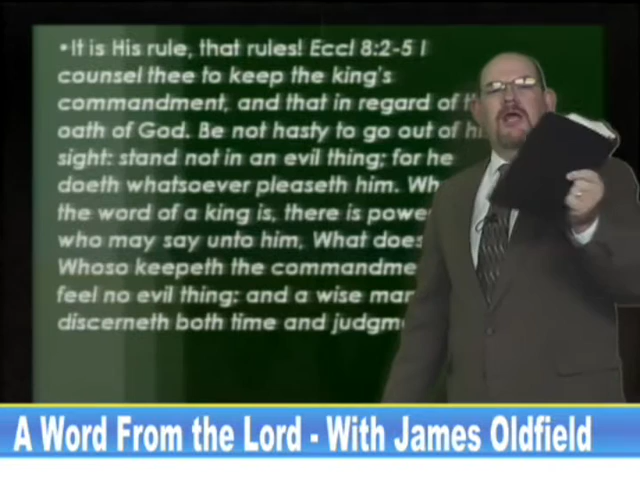 •It is His rule, that rules! Eccl 8:2-5 I
counsel thee to keep the king's
commandment, and that in regard of
oath of God. Be not hasty to go out of
sight: stand not in an evil thing; for he
doeth whatsoever pleaseth him.
the word of a king is, there is
who may say unto him, What
Whoso keepeth the
feel no evil thing: and a wise
discerneth both time and
A Word From the Lord - With James Oldfield